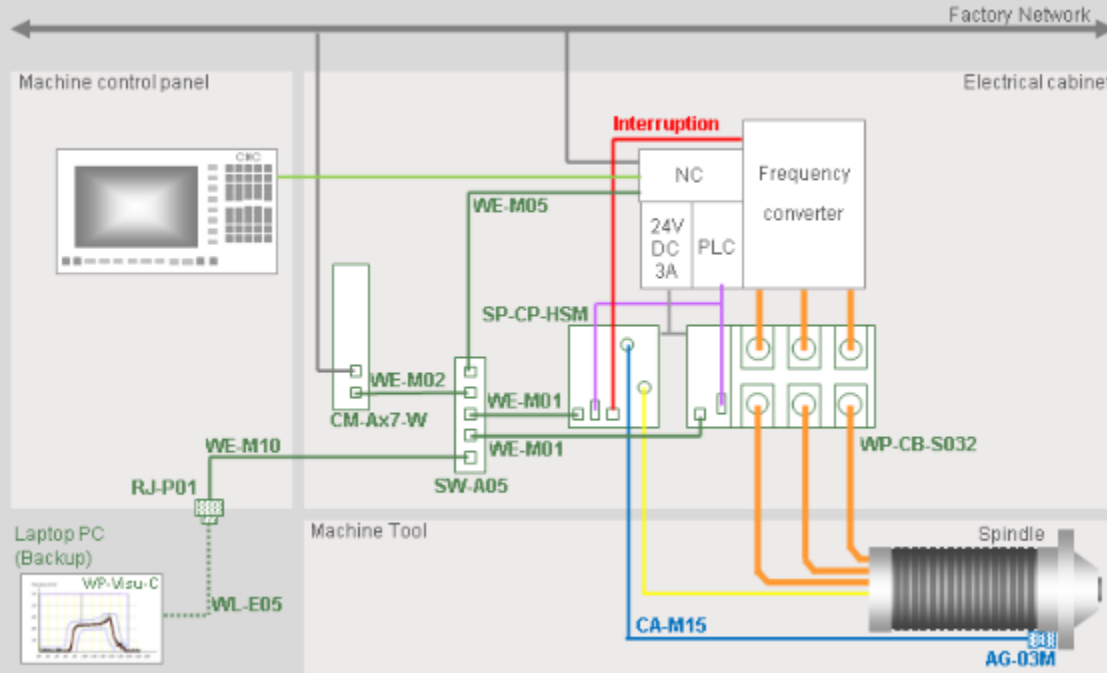 Factory Network
Machine control panel
Electrical cabinet
CNC
Interruption
NC
Frequency
converter
WE-M05
24V
DC
3A
PLC
SP-CP-HSM
WE-M02
CM-Ax7-W
WE-M01
WE-M01
WP-CB-S032
WE-M10
SW-A05
RJ-P01
Laptop PC
(Backup)
Machine Tool
Spindle
WP-Visu-C
WL-E05
CA-M15
AG-03M